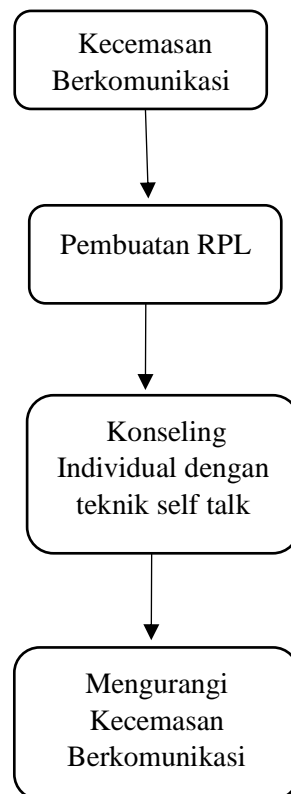 Kecemasan
Berkomunikasi
Pembuatan RPL
Konseling
Individual dengan
teknik self talk
Mengurangi
Kecemasan
Berkomunikasi